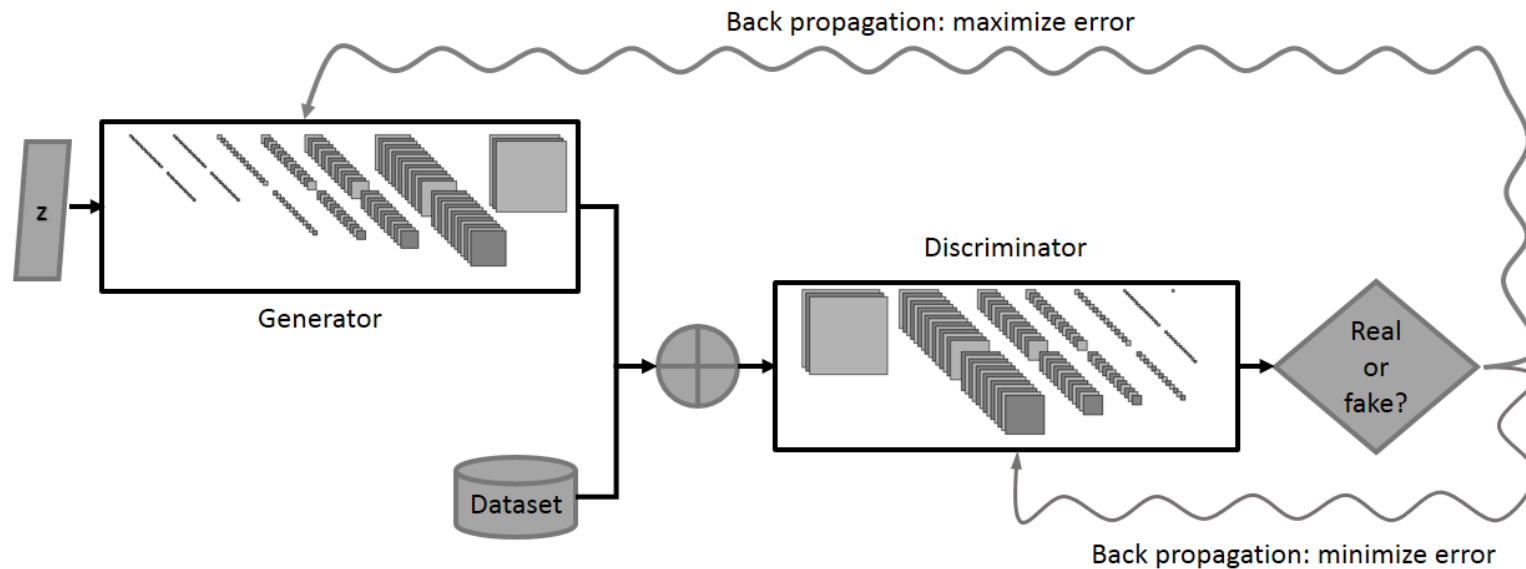 Back propagation: maximize error
z
Generator
Discriminator
Real
or
fake?
Dataset
Back propagation: minimize error